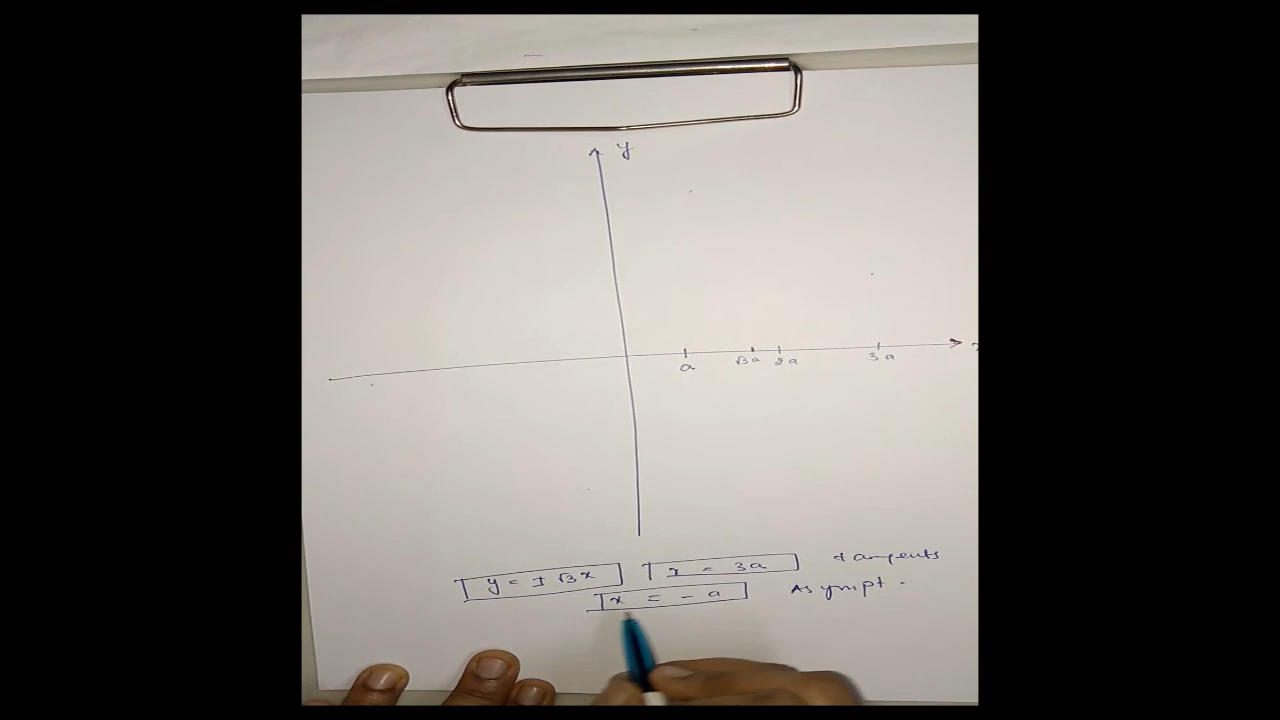 y
a √3a 2a 3a
y = ± √3x x = 3a tangents
x = - a Asympt.